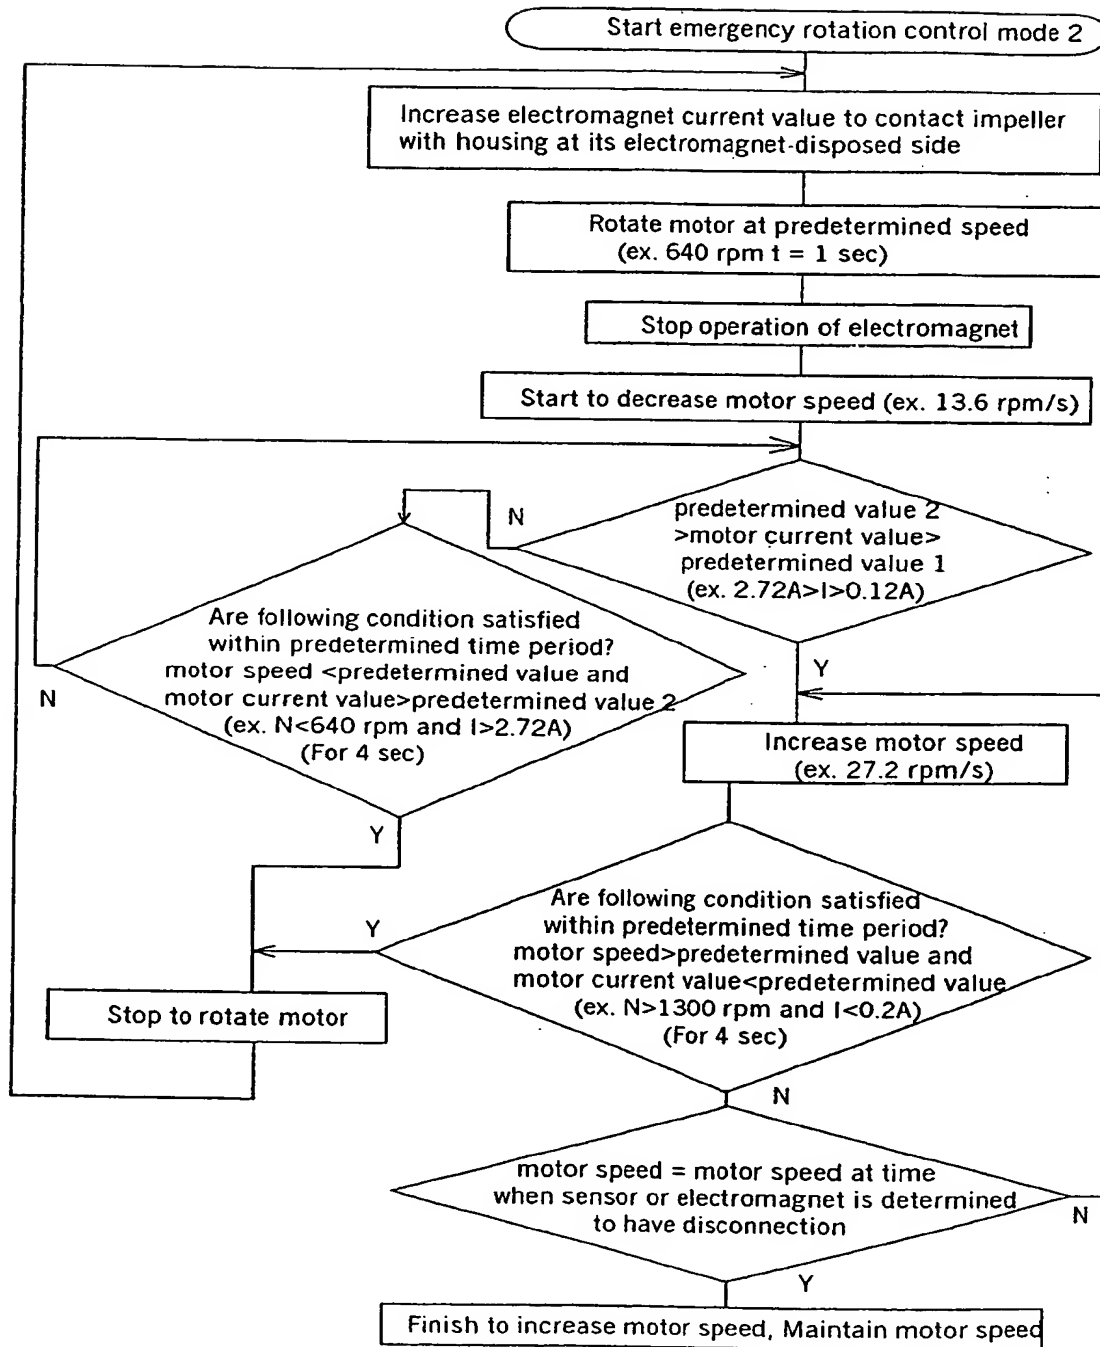 Start emergency rotation control mode 2
Increase electromagnet current value to contact impeller
with housing at its electromagnet-disposed side
Rotate motor at predetermined speed
(ex. 640 rpm t = 1 sec)
Stop operation of electromagnet
Start to decrease motor speed (ex. 13.6 rpm/s)
predetermined value 2
>motor current value>
predetermined value 1
(ex. 2.72A>I>0.12A)
N
Y
Are following condition satisfied
within predetermined time period?
motor speed <predetermined value and
motor current value>predetermined value 2
(ex. N<640 rpm and I>2.72A)
(For 4 sec)
N
Y
Increase motor speed
(ex. 27.2 rpm/s)
Are following condition satisfied
within predetermined time period?
motor speed>predetermined value and
motor current value<predetermined value
(ex. N>1300 rpm and I<0.2A)
(For 4 sec)
Y
N
Stop to rotate motor
motor speed = motor speed at time
when sensor or electromagnet is determined
to have disconnection
N
Y
Finish to increase motor speed, Maintain motor speed